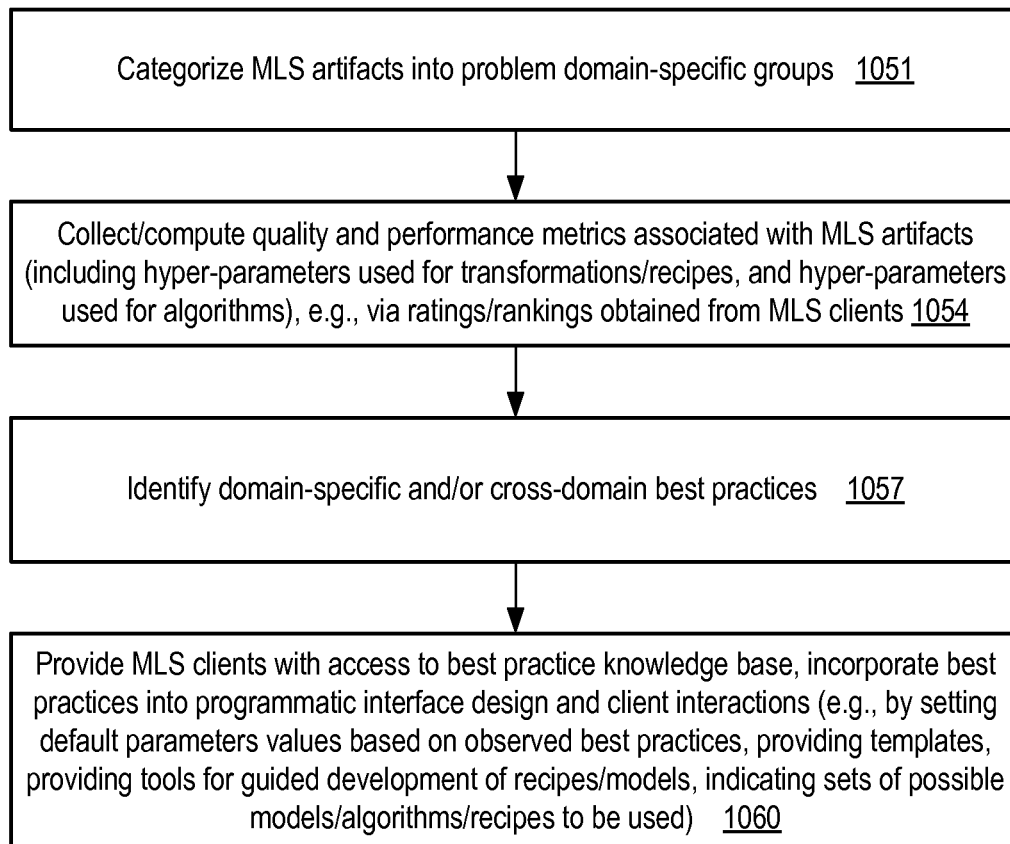 Categorize MLS artifacts into problem domain-specific groups 1051
Collect/compute quality and performance metrics associated with MLS artifacts
(including hyper-parameters used for transformations/recipes, and hyper-parameters
used for algorithms), e.g., via ratings/rankings obtained from MLS clients 1054
Identify domain-specific and/or cross-domain best practices 1057
Provide MLS clients with access to best practice knowledge base, incorporate best
practices into programmatic interface design and client interactions (e.g., by setting
default parameters values based on observed best practices, providing templates,
providing tools for guided development of recipes/models, indicating sets of possible
models/algorithms/recipes to be used) 1060